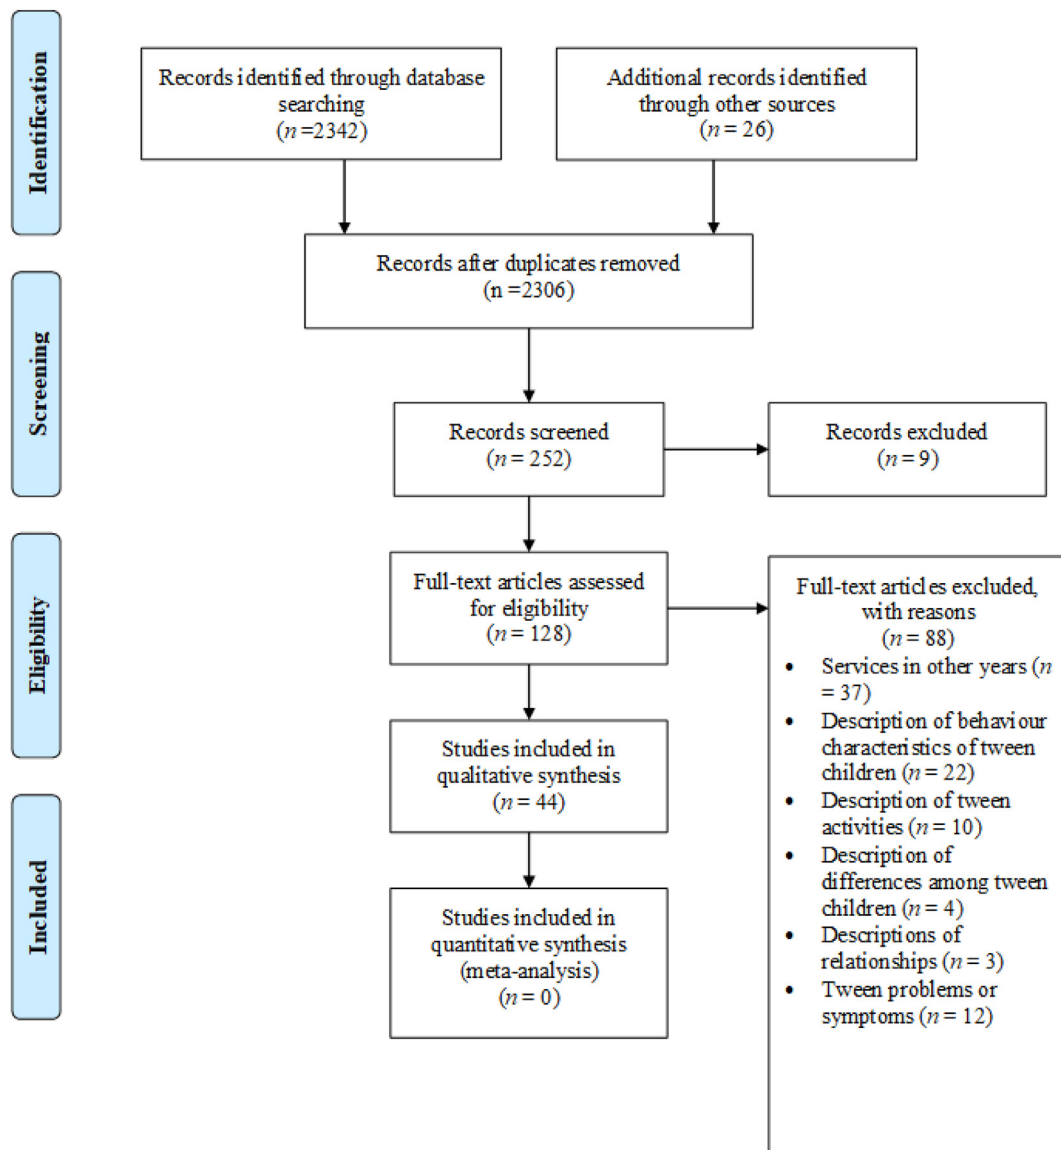 Identification
Records identified through database
searching
(n =2342)
Additional records identified
through other sources
(n = 26)
Records after duplicates removed
(n =2306)
Screening
Records screened
(n = 252)
Records excluded
(n = 9)
Eligibility
Full-text articles assessed
for eligibility
(n = 128)
Full-text articles excluded,
with reasons
(n = 88)
• Services in other years (n
= 37)
• Description of behaviour
characteristics of tween
children (n = 22)
• Description of tween
activities (n = 10)
• Description of
differences among tween
children (n = 4)
• Descriptions of
relationships (n = 3)
• Tween problems or
symptoms (n = 12)
Studies included in
qualitative synthesis
(n = 44)
Included
Studies included in
quantitative synthesis
(meta-analysis)
(n = 0)